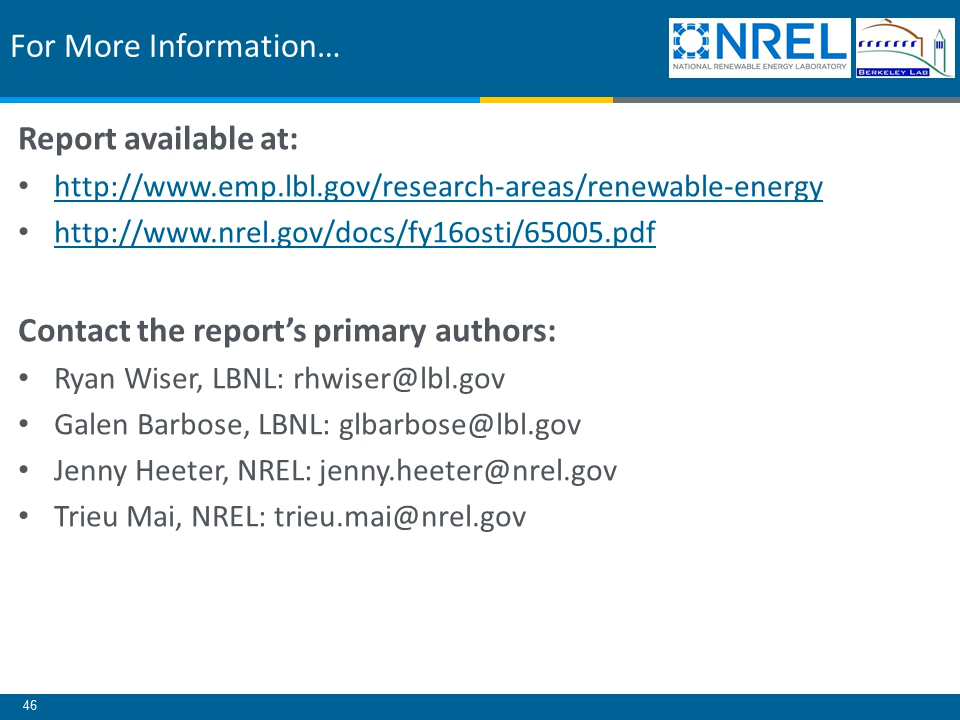 For More Information…
NREL
NATIONAL RENEWABLE ENERGY LABORATORY
BERKELEY LAB
Report available at:
• http://www.emp.lbl.gov/research-areas/renewable-energy
• http://www.nrel.gov/docs/fy16osti/65005.pdf
Contact the report’s primary authors:
• Ryan Wiser, LBNL: rhwiser@lbl.gov
• Galen Barbose, LBNL: glbarbose@lbl.gov
• Jenny Heeter, NREL: jenny.heeter@nrel.gov
• Trieu Mai, NREL: trieu.mai@nrel.gov
46